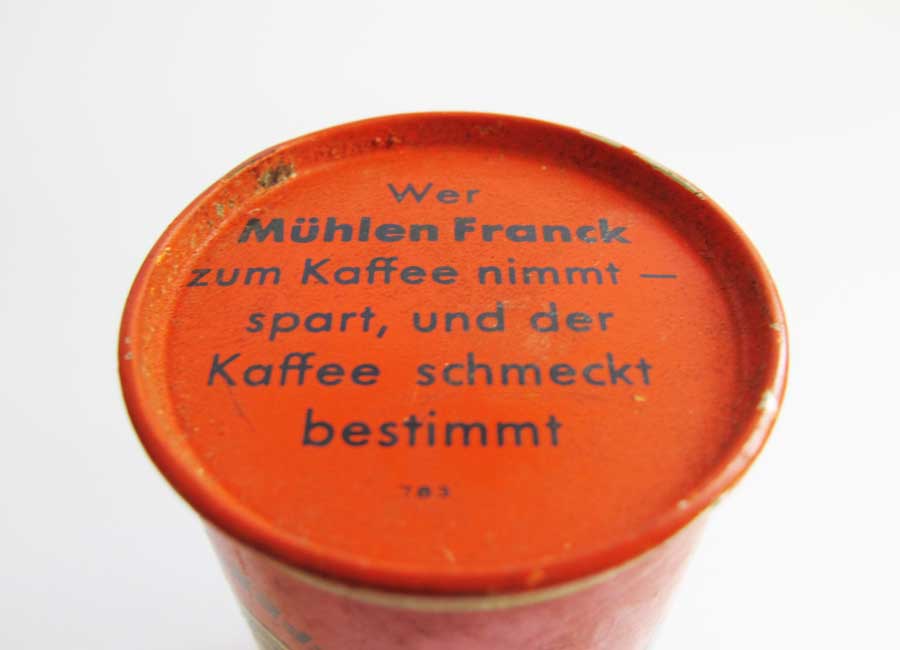 Wer
Mühlen Franck
zum Kaffee nimmt —
spart, und der
Kaffee schmeckt
bestimmt
783